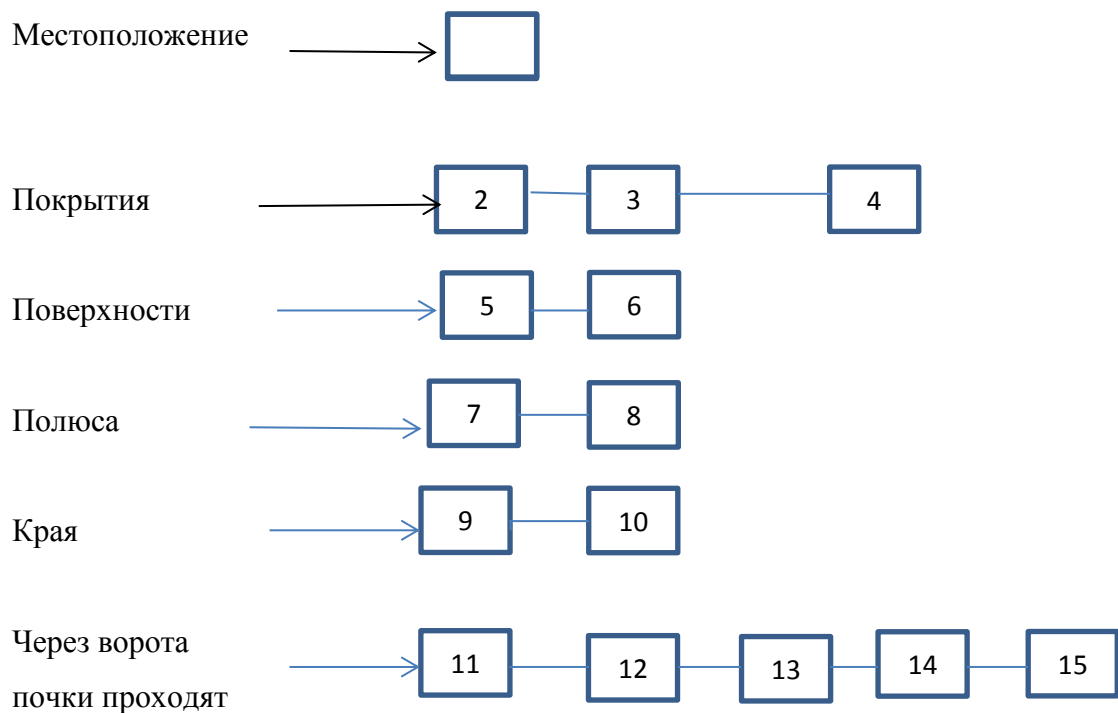 Местоположение
Покрытия
2 3 4
Поверхности
5 6
Полюса
7 8
Края
9 10
Через ворота
почки проходят
11 12 13 14 15